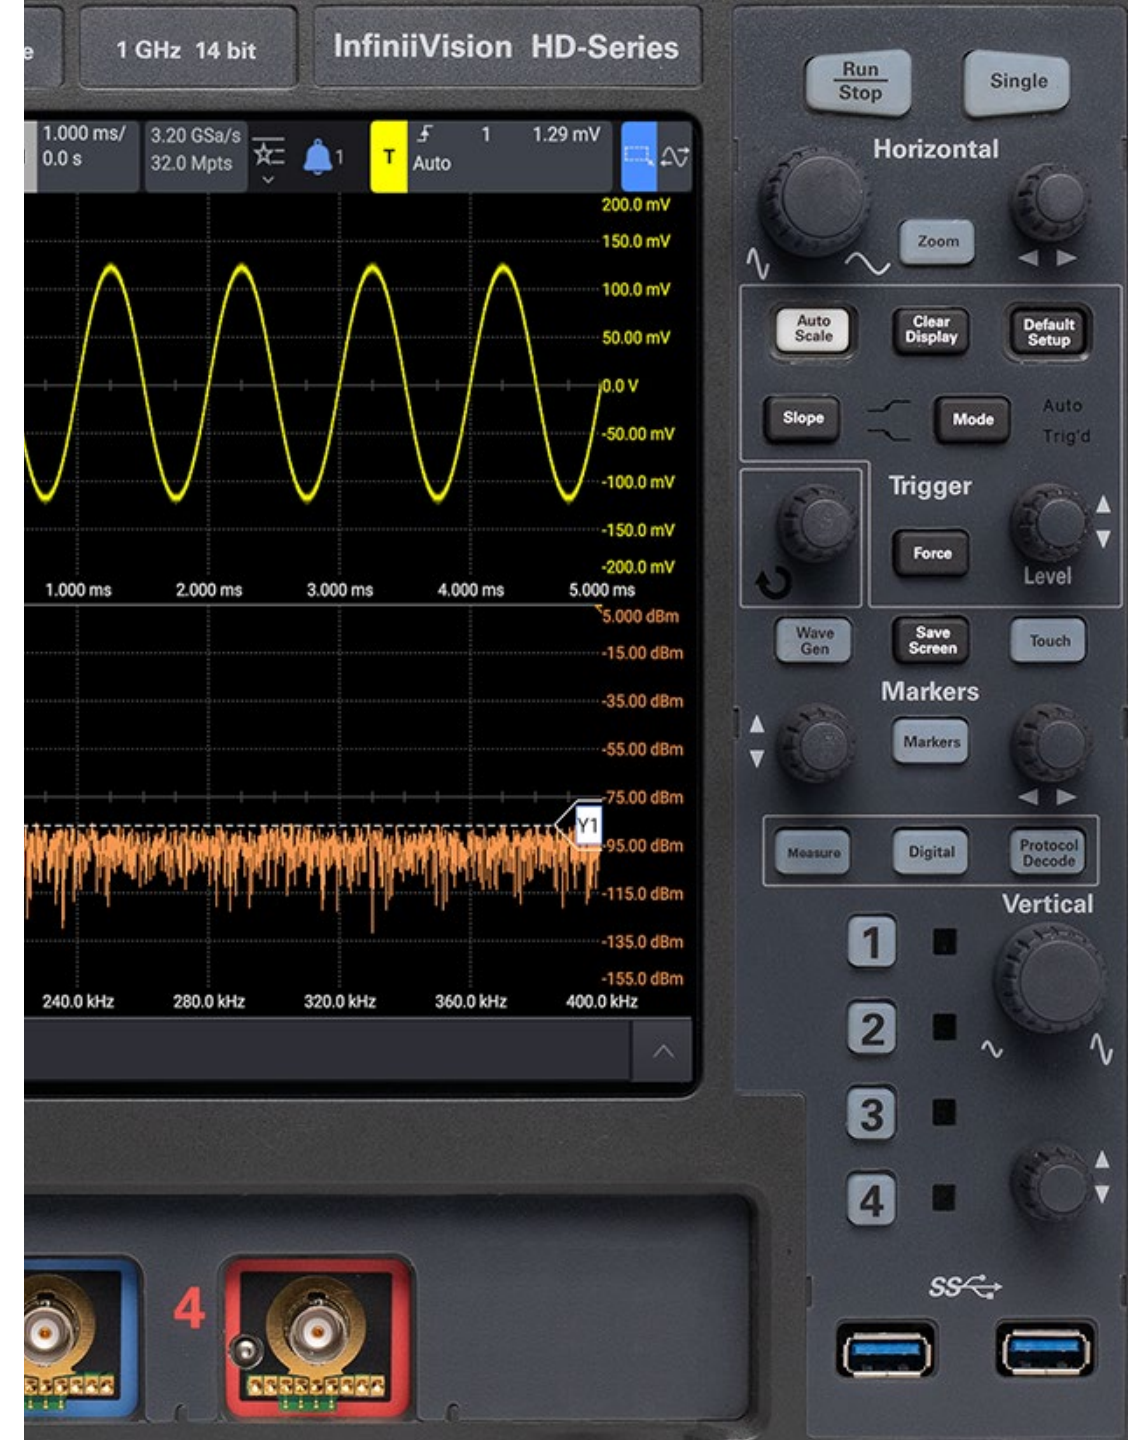 e
1 GHz 14 bit
InfiniiVision HD-Series
1.000 ms/
0.0 s
3.20 GSa/s
32.0 Mpts
1
T
1
1.29 mV
Auto
200.0 mV
150.0 mV
100.0 mV
50.00 mV
0.0 V
-50.00 mV
-100.0 mV
-150.0 mV
-200.0 mV
1.000 ms 2.000 ms 3.000 ms 4.000 ms 5.000 ms
5.000 dBm
-15.00 dBm
-35.00 dBm
-55.00 dBm
-75.00 dBm
Y1
-95.00 dBm
-115.0 dBm
-135.0 dBm
-155.0 dBm
240.0 kHz 280.0 kHz 320.0 kHz 360.0 kHz 400.0 kHz
4
Run
Stop
Single
Horizontal
Zoom
Auto
Scale
Clear
Display
Default
Setup
Slope
Mode
Auto
Trig'd
Trigger
Force
Level
Wave
Gen
Save
Screen
Touch
Markers
Markers
Measure
Digital
Protocol
Decode
Vertical
1
2
3
4
SS